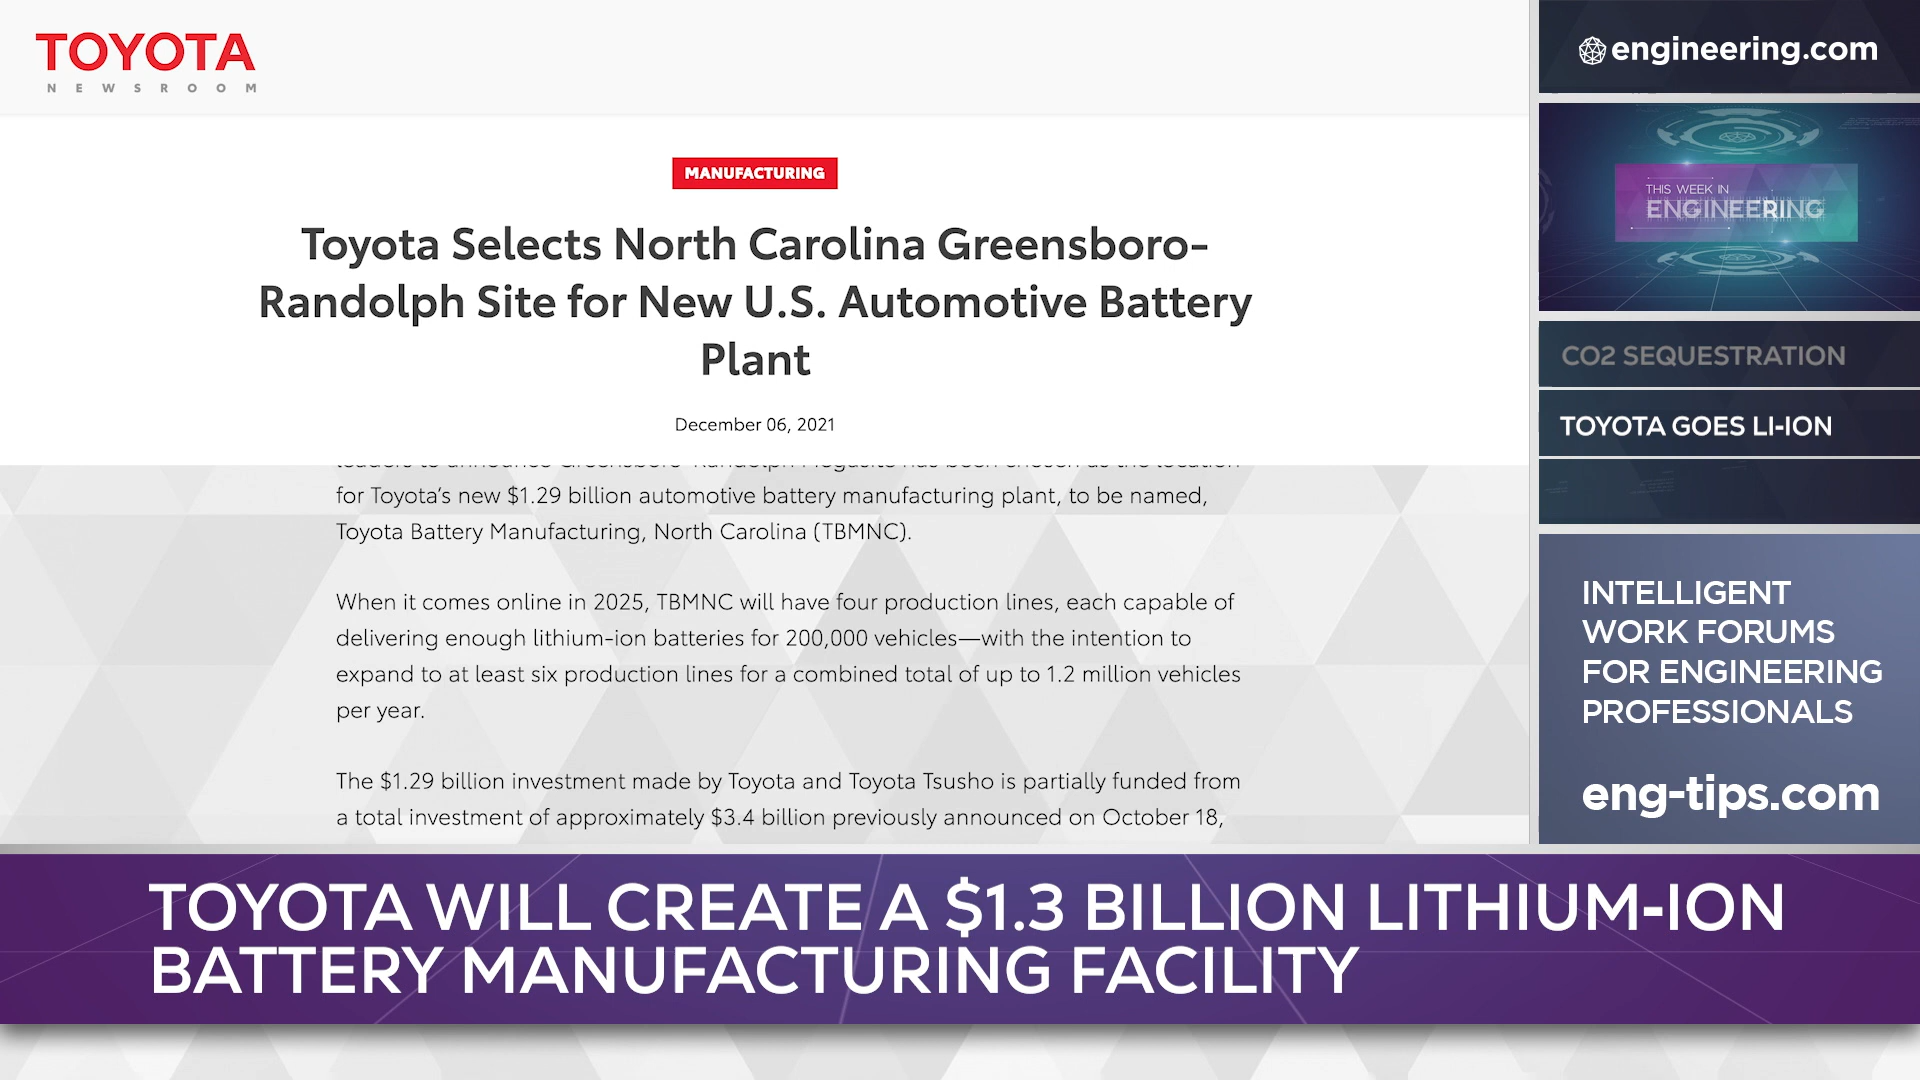 TOYOTA
NEWSROOM
MANUFACTURING
Toyota Selects North Carolina Greensboro-
Randolph Site for New U.S. Automotive Battery
Plant
December 06, 2021
for Toyota’s new $1.29 billion automotive battery manufacturing plant, to be named,
Toyota Battery Manufacturing, North Carolina (TBMNC).
When it comes online in 2025, TBMNC will have four production lines, each capable of
delivering enough lithium-ion batteries for 200,000 vehicles—with the intention to
expand to at least six production lines for a combined total of up to 1.2 million vehicles
per year.
The $1.29 billion investment made by Toyota and Toyota Tsusho is partially funded from
a total investment of approximately $3.4 billion previously announced on October 18,
engineering.com
THIS WEEK IN
ENGINEERING
CO2 SEQUESTRATION
TOYOTA GOES LI-ION
INTELLIGENT
WORK FORUMS
FOR ENGINEERING
PROFESSIONALS
eng-tips.com
TOYOTA WILL CREATE A $1.3 BILLION LITHIUM-ION
BATTERY MANUFACTURING FACILITY